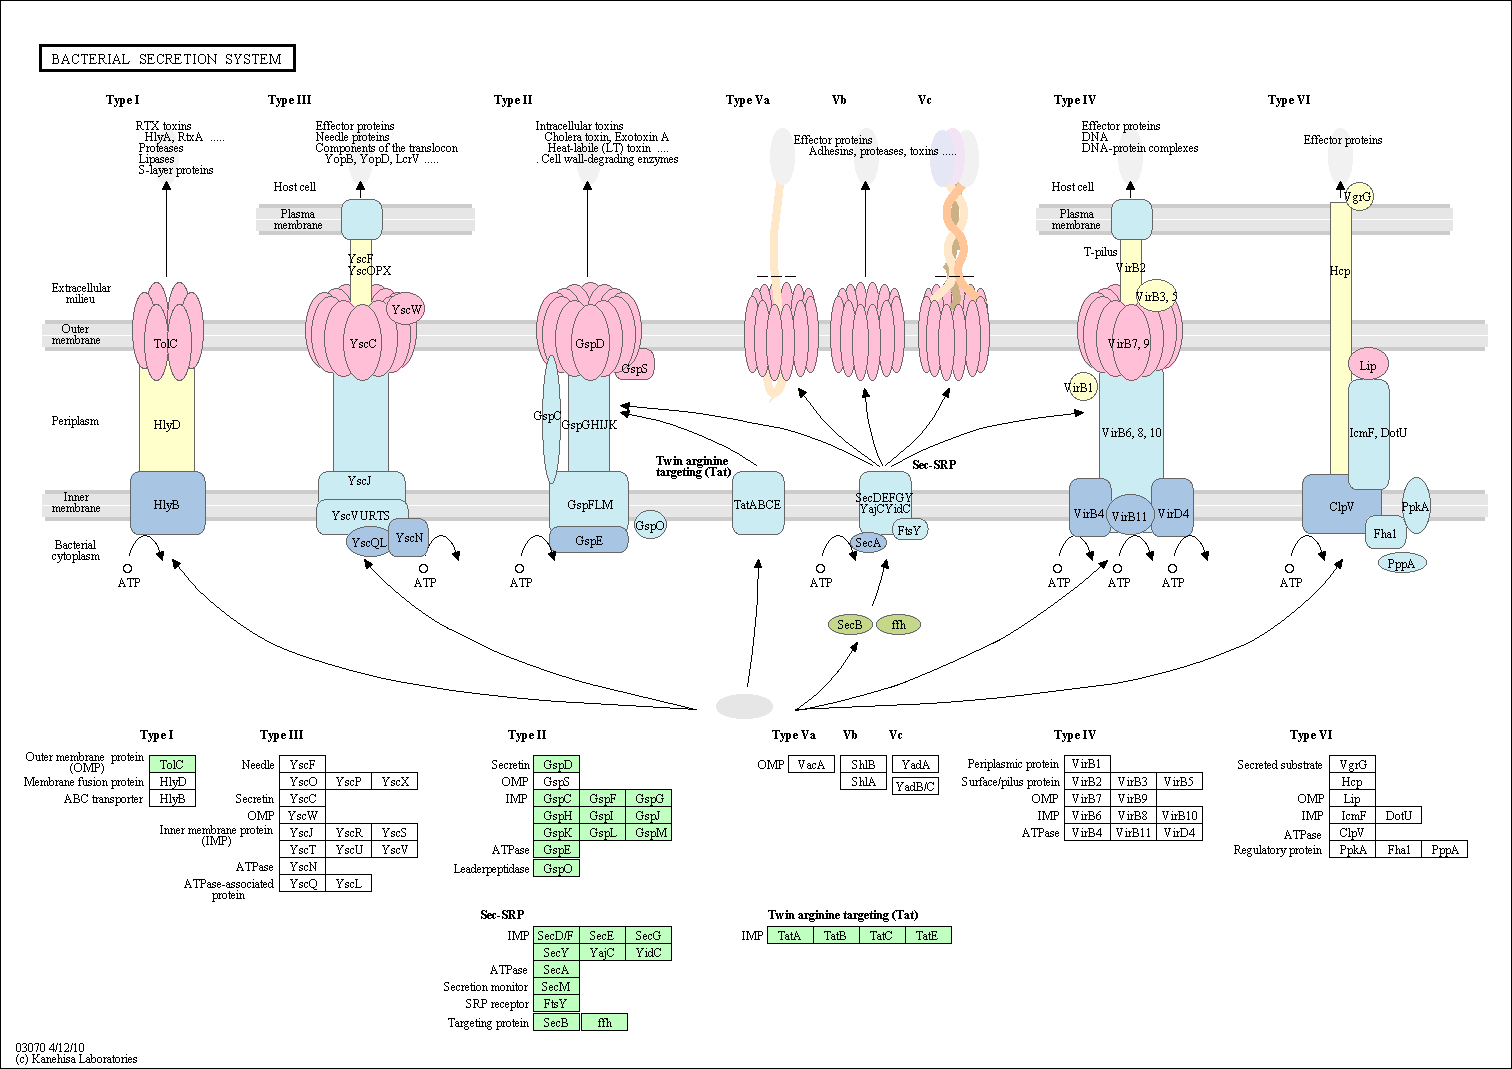 BACTERIAL SECRETION SYSTEM
Type I
Type III
Type II
Type Va
Vb
Vc
Type IV
Type VI
RTX toxins
HlyA, RtxA .....
Proteases
Lipases
S-layer proteins
Effector proteins
Needle proteins
Components of the translocon
YopB, YopD, LcrV .....
Intracellular toxins
Cholera toxin, Exotoxin A
Heat-labile (LT) toxin ....
. Cell wall-degrading enzymes
Effector proteins
Adhesins, proteases, toxins .....
Effector proteins
DNA
DNA-protein complexes
Effector proteins
Host cell
Plasma
membrane
Host cell
Plasma
membrane
VgrG
YscF
YscOPX
T-pilus
VirB2
Hcp
Extracellular
milieu
YscW
VirB3, 5
Outer
membrane
TolC
YscC
GspD
GspS
VirB7, 9
Lip
VirB1
Periplasm
HlyD
GspC
GspGHIJK
VirB6, 8, 10
IcmF, DotU
Twin arginine
targeting (Tat)
Sec-SRP
Inner
membrane
HlyB
YscJ
YscVURTS
GspFLM
GspO
TatABCE
SecDEFGY
YajCYidC
FtsY
VirB4
VirB11
VirD4
ClpV
PpkA
Fha1
Bacterial
cytoplasm
YscQL
YscN
GspE
SecA
PppA
ATP
ATP
ATP
ATP
ATP
ATP
ATP
ATP
SecB
ffh
Type I
Type III
Type II
Type Va
Vb
Vc
Type IV
Type VI
Outer membrane protein
(OMP)
TolC
Membrane fusion protein
HlyD
ABC transporter
HlyB
Needle
YscF
YscO YscP YscX
Secretin
YscC
OMP
YscW
Inner membrane protein
(IMP)
YscJ YscR YscS
YscT YscU YscV
ATPase
YscN
ATPase-associated
protein
YscQ YscL
Secretin
GspD
OMP
GspS
IMP
GspC GspF GspG
GspH GspI GspJ
GspK GspL GspM
ATPase
GspE
Leaderpeptidase
GspO
OMP
VacA
ShlB
ShlA
YadA
YadB/C
Periplasmic protein
VirB1
Surface/pilus protein
VirB2 VirB3 VirB5
OMP
VirB7 VirB9
IMP
VirB6 VirB8 VirB10
ATPase
VirB4 VirB11 VirD4
Secreted substrate
VgrG
Hcp
OMP
Lip
IMP
IcmF DotU
ATPase
ClpV
Regulatory protein
PpkA Fha1 PppA
Sec-SRP
IMP
SecD/F SecE SecG
SecY YajC YidC
ATPase
SecA
Secretion monitor
SecM
SRP receptor
FtsY
Targeting protein
SecB ffh
Twin arginine targeting (Tat)
IMP
TatA TatB TatC TatE
03070 4/12/10
(c) Kanehisa Laboratories